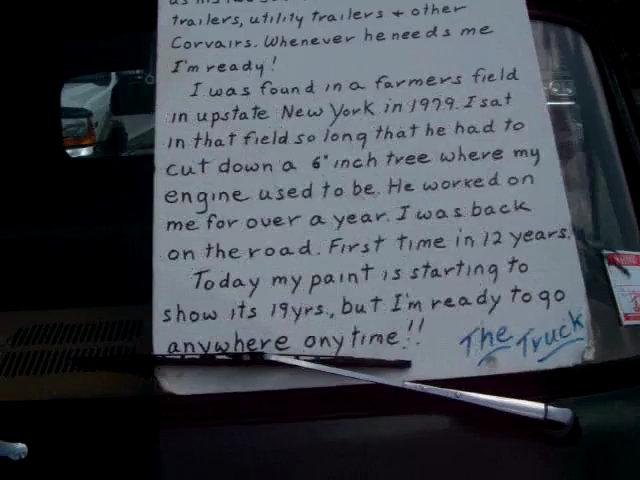 as his
trailers, utility trailers + other
Corvairs. Whenever he needs me
I'm ready!
I was found in a farmers field
in upstate New York in 1979. I sat
in that field so long that he had to
cut down a 6" inch tree where my
engine used to be. He worked on
me for over a year. I was back
on the road. First time in 12 years.
Today my paint is starting to
show its 19yrs., but I'm ready to go
anywhere anytime!!
The Truck